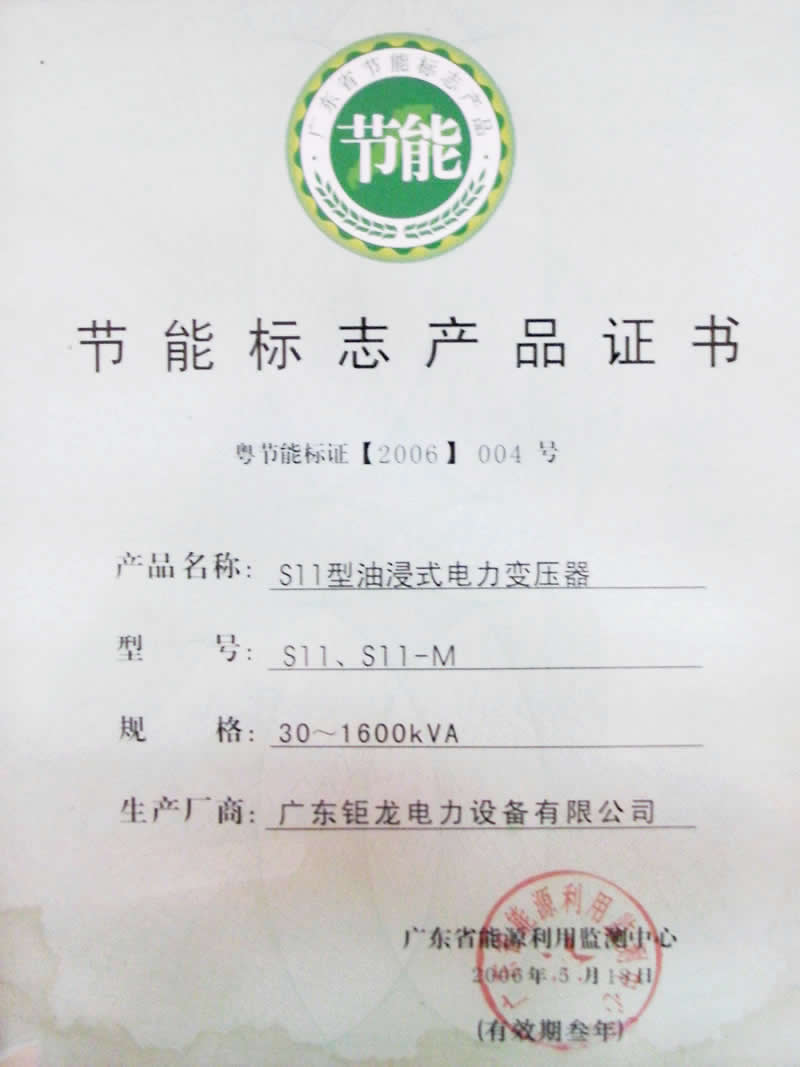 广东省节能标志产品
节能
节能标志产品证书
粤节能标证【2006】 004 号
产品名称: S11型油浸式电力变压器
型 号: S11、S11-M
规 格: 30～1600kVA
生产厂商: 广东钜龙电力设备有限公司
广东省能源利用监测中心
2006年 5 月 18日
(有效期叁年)